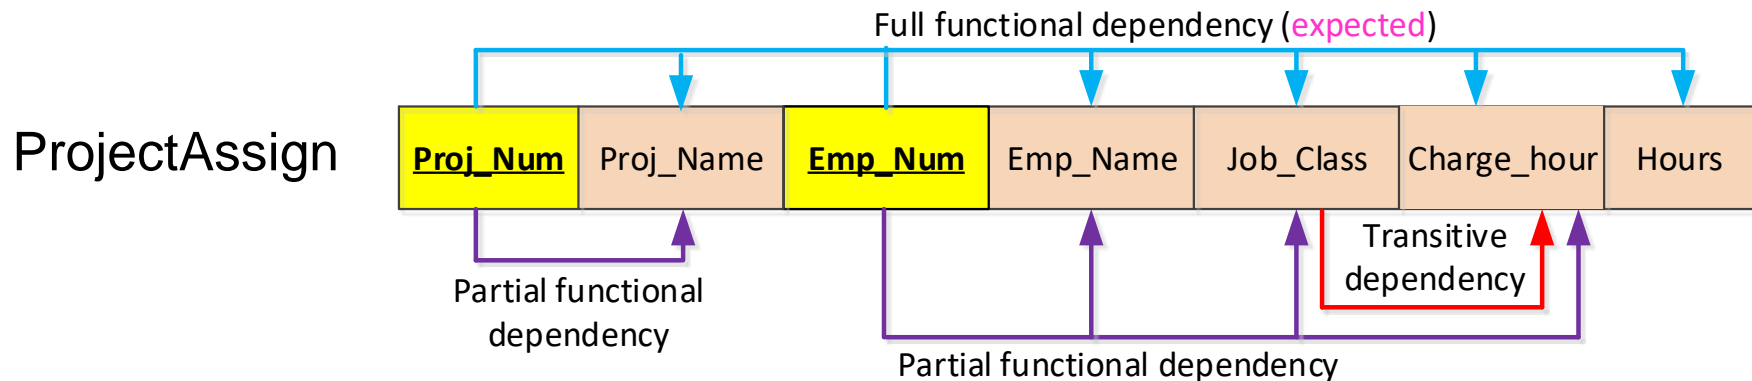 Full functional dependency (expected)
ProjectAssign
Proj_Num Proj_Name Emp_Num Emp_Name Job_Class Charge_hour Hours
Transitive
dependency
Partial functional
dependency
Partial functional dependency